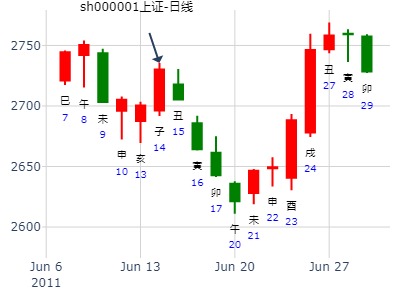 sh000001上证-日线
2750
2700
2650
2600
巳
7
午
8
未
9
申
10
亥
13
子
14
丑
15
寅
16
卯
17
午
20
未
21
申
22
酉
23
戌
24
丑
27
寅
28
卯
29
Jun 6
2011
Jun 13
Jun 20
Jun 27